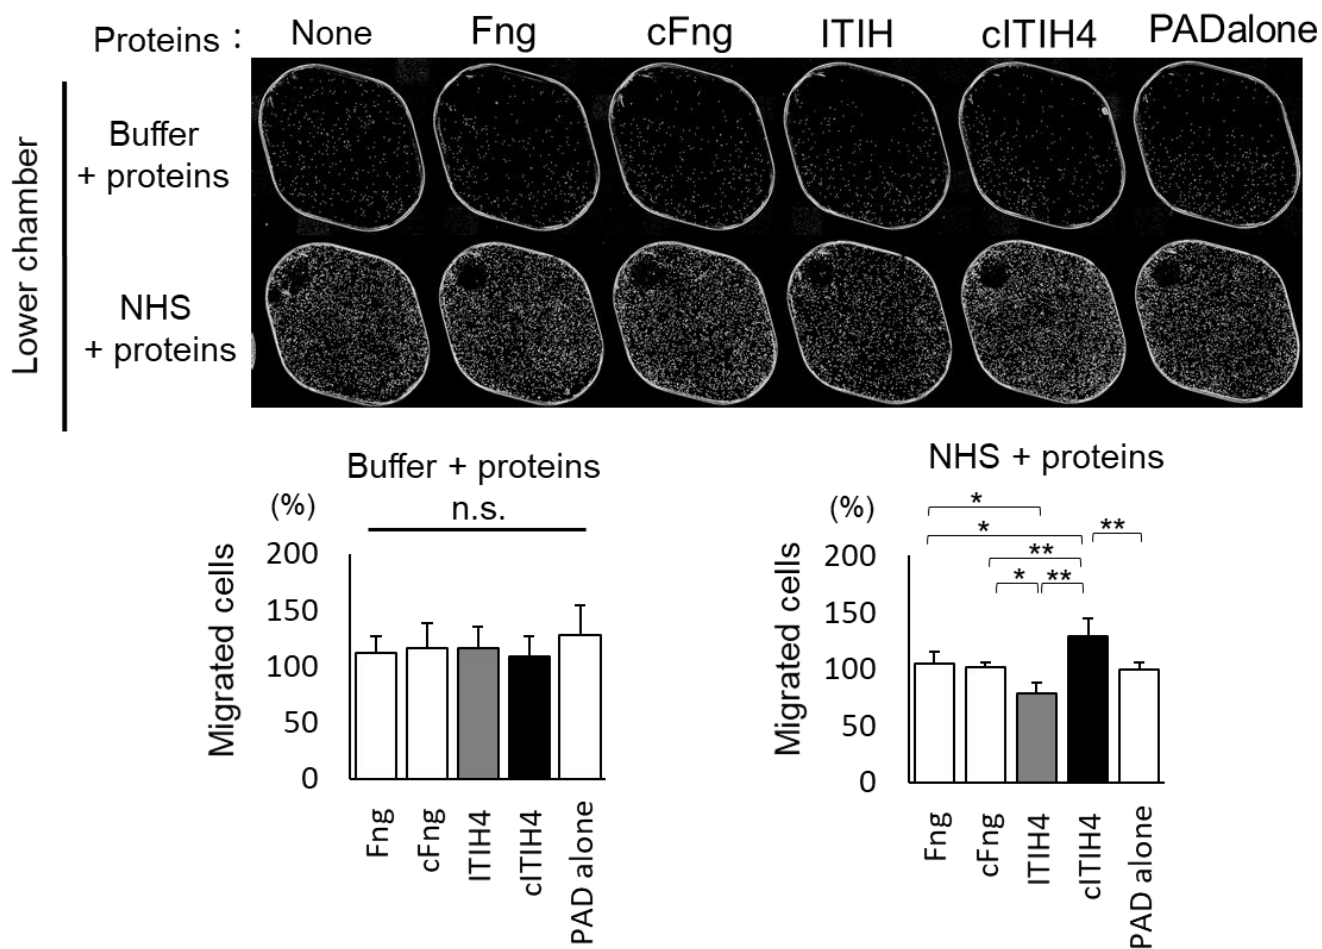 Proteins : None Fng cFng ITIH cITIH4 PADalone
Lower chamber
Buffer
+ proteins
NHS
+ proteins
Buffer + proteins
(%)
n.s.
Migrated cells
200
150
100
50
0
Fng
cFng
ITIH4
cITIH4
PAD alone
NHS + proteins
(%)
*
*
**
**
*
**
Migrated cells
200
150
100
50
0
Fng
cFng
ITIH4
cITIH4
PAD alone